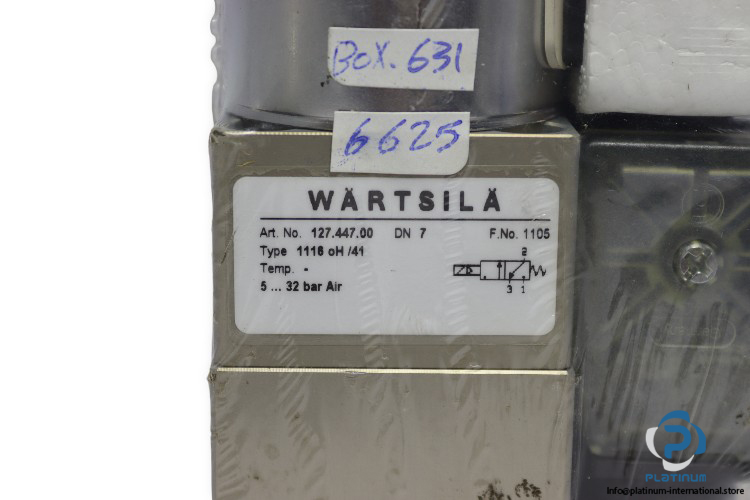 BOX. 631
6625
WÄRTSILÄ
Art. No. 127.447.00 DN 7 F.No. 1105
Type 1116 oH /41
Temp. -
5 ... 32 bar Air
2
3 1
PLATINUM
info@platinum-international.store